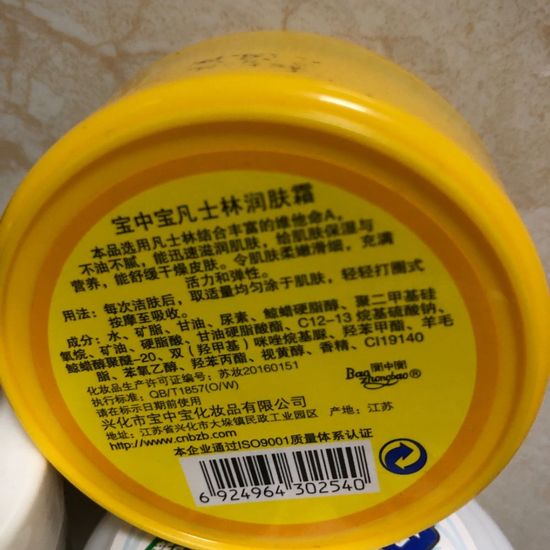 宝中宝凡士林润肤霜
本品选用凡士林结合丰富的维他命A,
不油不腻,能迅速滋润肌肤,给肌肤保湿与
营养,能舒缓干燥皮肤。令肌肤柔嫩滑细,充满
活力和弹性。
用法:每次洁肤后,取适量均匀涂于肌肤,轻轻打圈式
按摩至吸收。
成分:水、矿脂、甘油、尿素、鲸蜡硬脂醇、聚二甲基硅
氧烷、矿油、硬脂酸、甘油硬脂酸酯、C12-13 烷基硫酸钠、
鲸蜡硬脂醇聚醚-20、双(羟甲基)咪唑烷基脲、羟苯甲酯、羊毛
脂、苯氧乙醇、羟苯丙酯、视黄醇、香精、CI19140
化妆品生产许可证编号:苏妆20160151
执行标准:QB/T1857(O/W)
请在标示日期前使用
兴化市宝中宝化妆品有限公司
地址:江苏省兴化市大垛镇民政工业园区 产地:江苏
http://www.cnbzb.com
本企业通过ISO9001质量体系认证
Bao zhongbao®
6 924964 302540